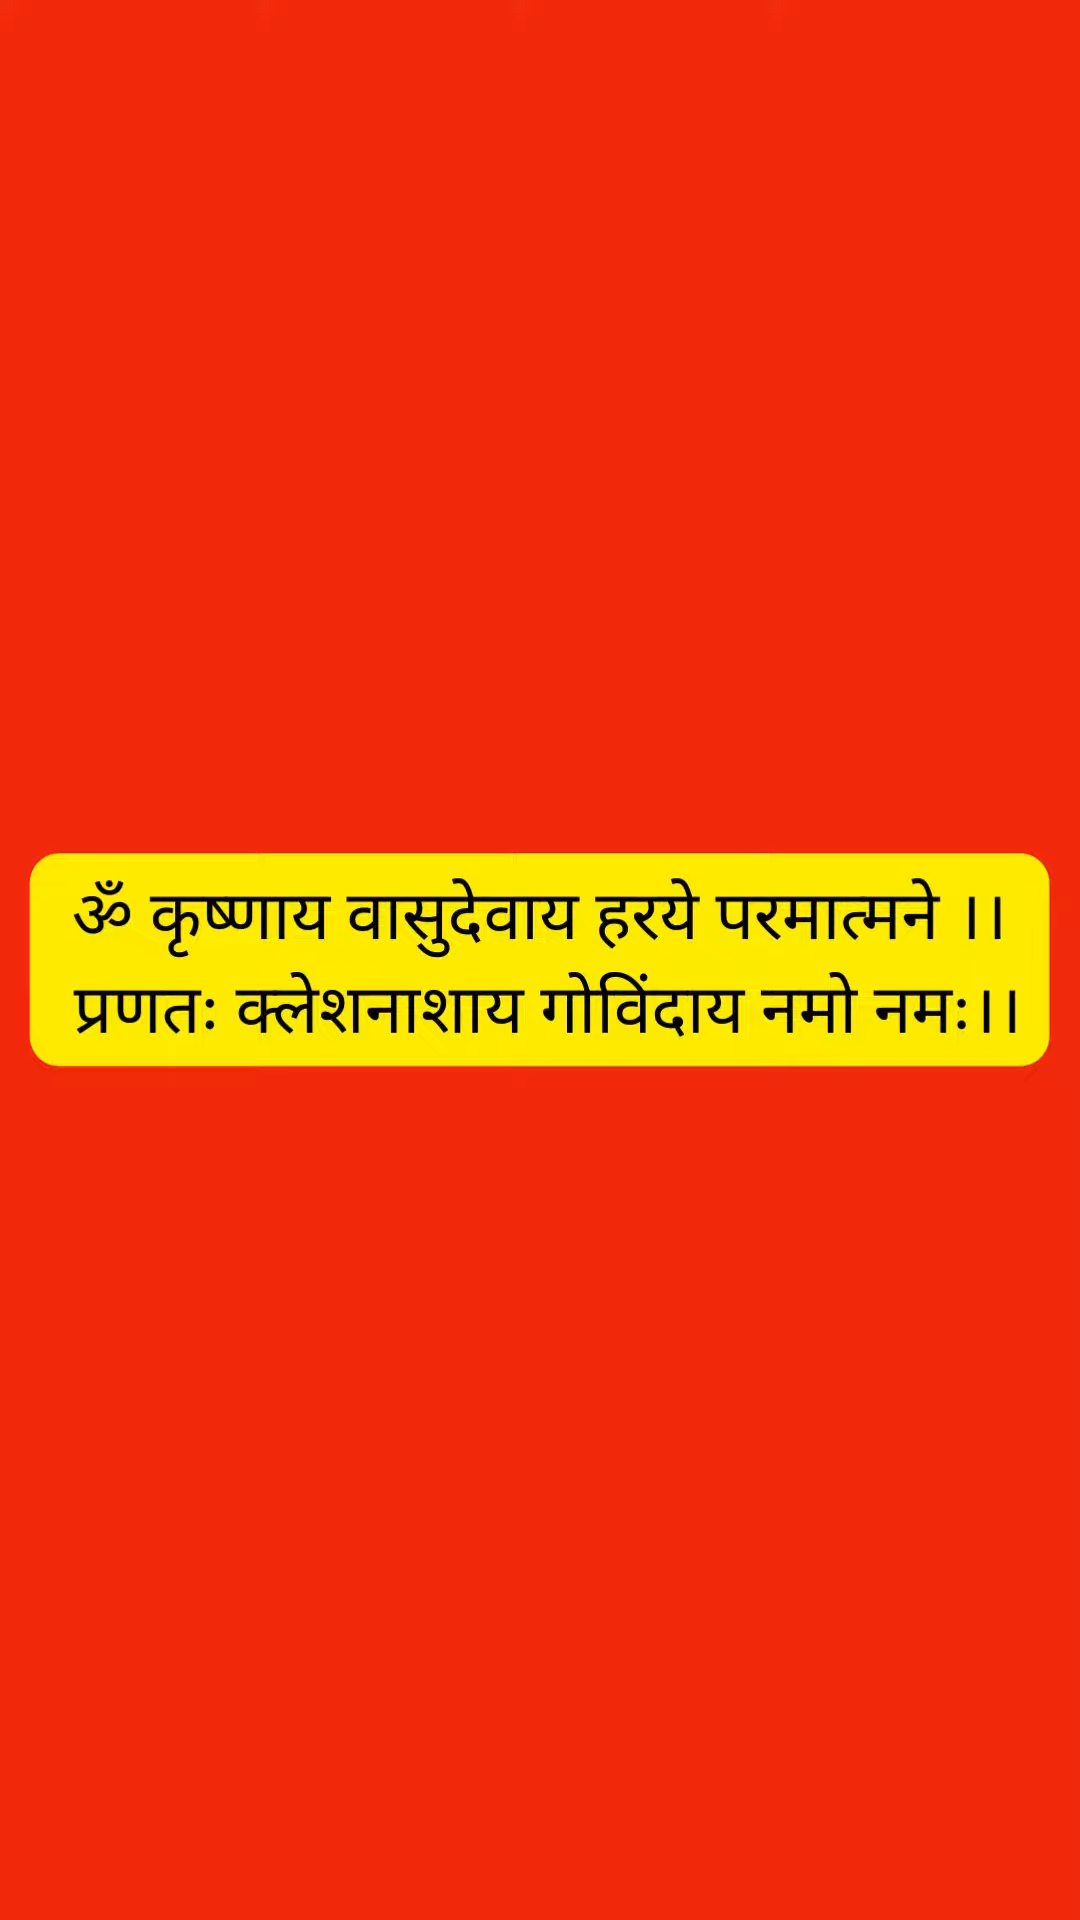 ॐ कृष्णाय वासुदेवाय हरये परमात्मने ।।
प्रणतः क्लेशनाशाय गोविंदाय नमो नमः।।